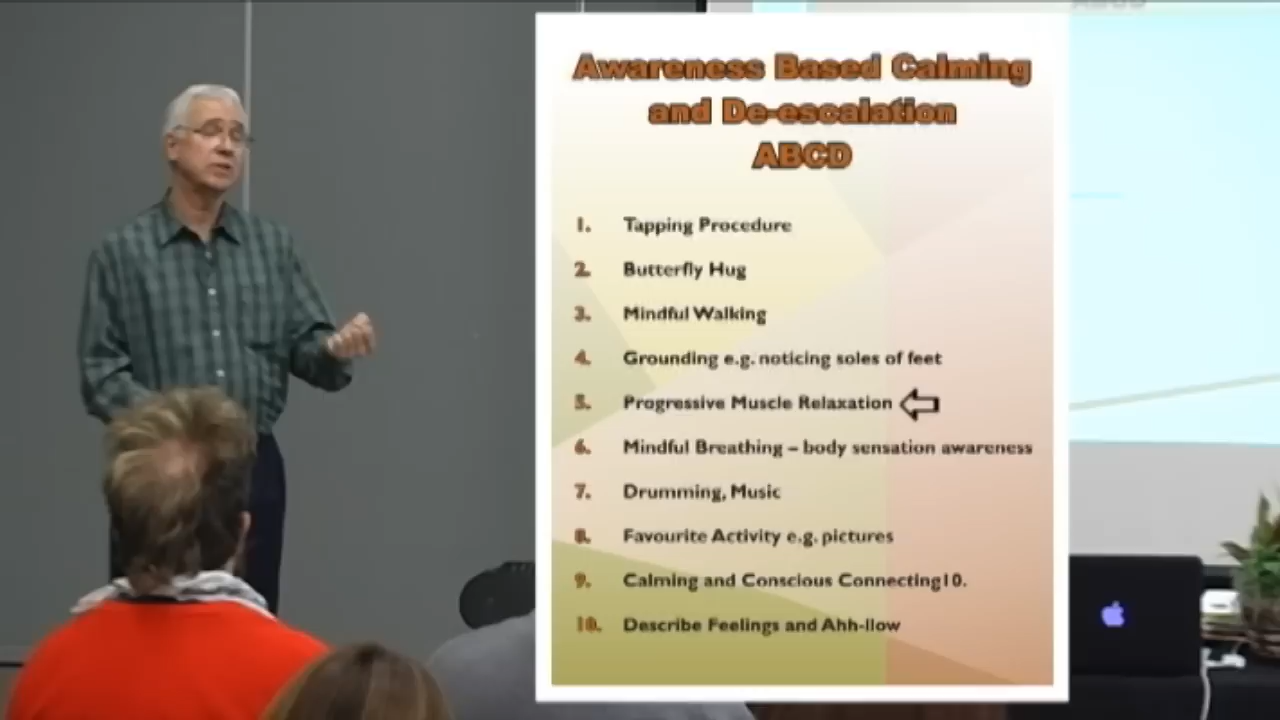 Awareness Based Calming
and De-escalation
ABCD
1. Tapping Procedure
2. Butterfly Hug
3. Mindful Walking
4. Grounding e.g. noticing soles of feet
5. Progressive Muscle Relaxation
6. Mindful Breathing – body sensation awareness
7. Drumming, Music
8. Favourite Activity e.g. pictures
9. Calming and Conscious Connecting10.
10. Describe Feelings and Ahh-llow